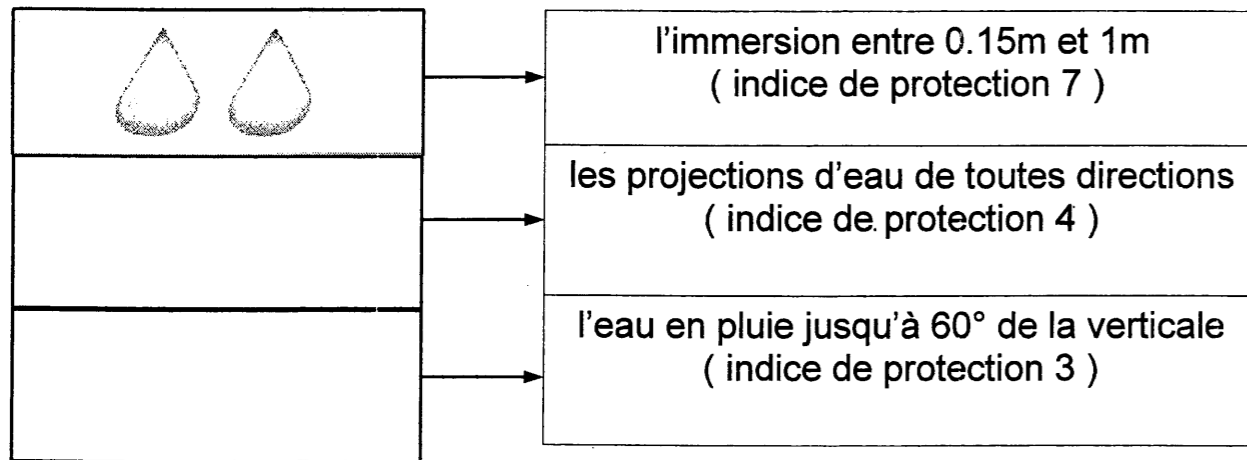 l'immersion entre 0.15m et 1m
( indice de protection 7 )
les projections d'eau de toutes directions
( indice de protection 4 )
l'eau en pluie jusqu'à 60° de la verticale
( indice de protection 3 )